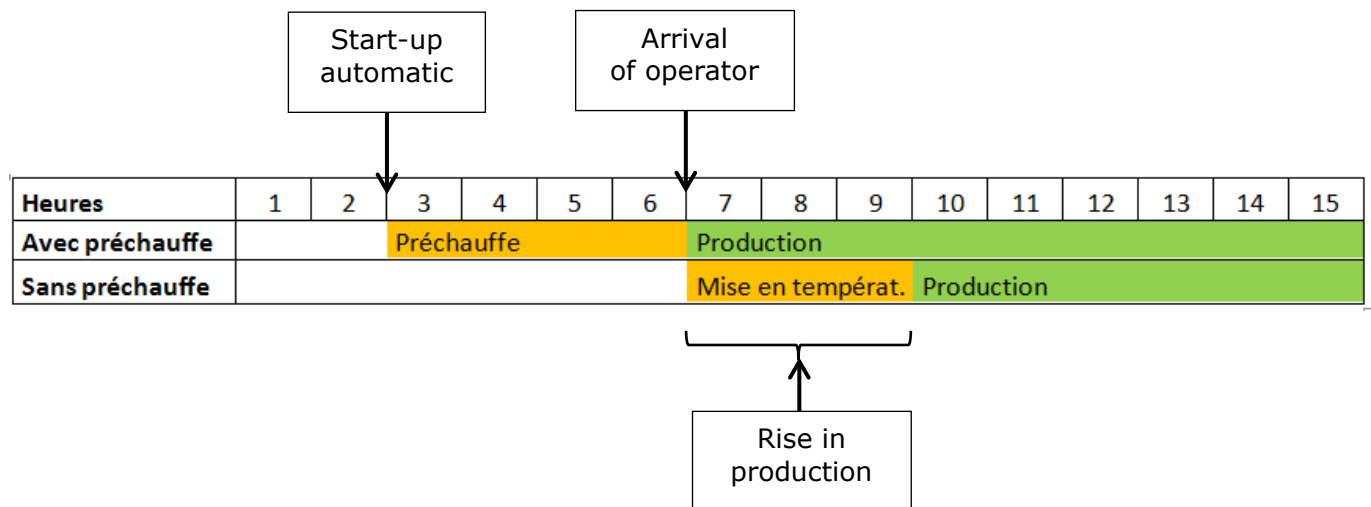 Start-up
automatic
Arrival
of operator
Heures 1 2 3 4 5 6 7 8 9 10 11 12 13 14 15
Avec préchauffe Préchauffe Production
Sans préchauffe Mise en températ. Production
Rise in
production